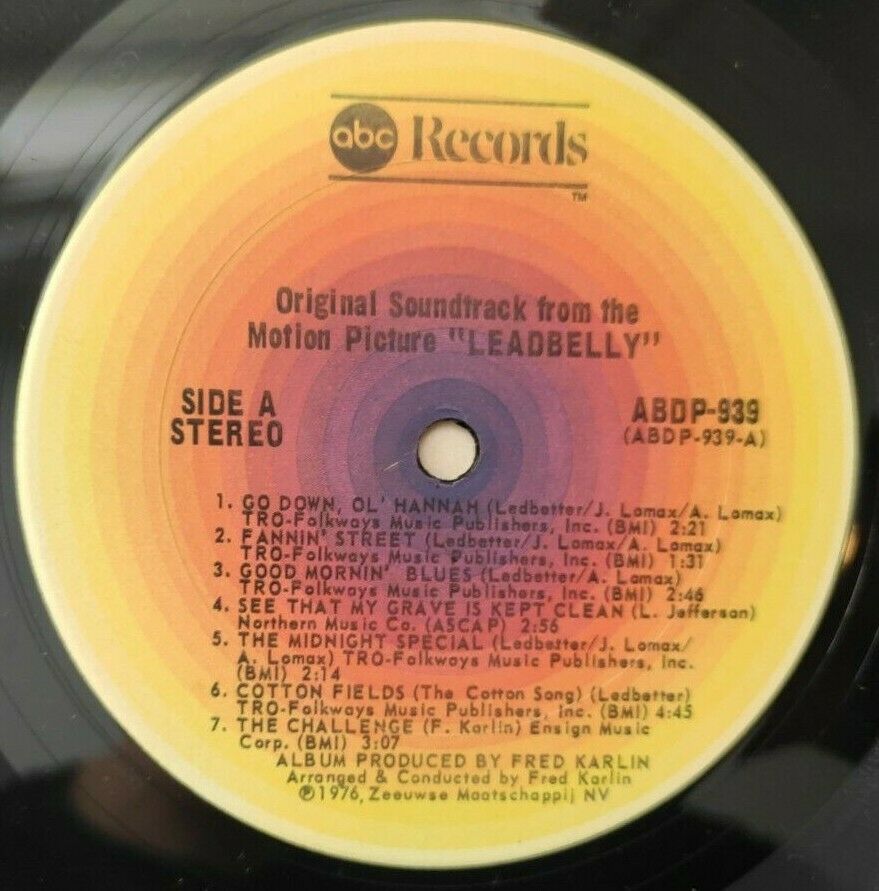 abc Records
TM
Original Soundtrack from the
Motion Picture "LEADBELLY"
SIDE A
STEREO
ABDP-939
(ABDP-939-A)
1. GO DOWN, OL' HANNAH (Ledbetter/J. Lomax/A. Lomax)
TRO-Folkways Music Publishers, Inc. (BMI) 2:21
2. FANNIN' STREET (Ledbetter/J. Lomax/A. Lomax)
TRO-Folkways Music Publishers, Inc. (BMI) 1:31
3. GOOD MORNIN' BLUES (Ledbetter/A. Lomax)
TRO-Folkways Music Publishers, Inc. (BMI) 2:46
4. SEE THAT MY GRAVE IS KEPT CLEAN (L. Jefferson)
Northern Music Co. (ASCAP) 2:56
5. THE MIDNIGHT SPECIAL (Ledbetter/J. Lomax/
A. Lomax) TRO-Folkways Music Publishers, Inc.
(BMI) 2:14
6. COTTON FIELDS (The Cotton Song) (Ledbetter)
TRO-Folkways Music Publishers, Inc. (BMI) 4:45
7. THE CHALLENGE (F. Karlin) Ensign Music
Corp. (BMI) 3:07
ALBUM PRODUCED BY FRED KARLIN
Arranged & Conducted by Fred Karlin
℗1976, Zeeuwse Maatschappij NV